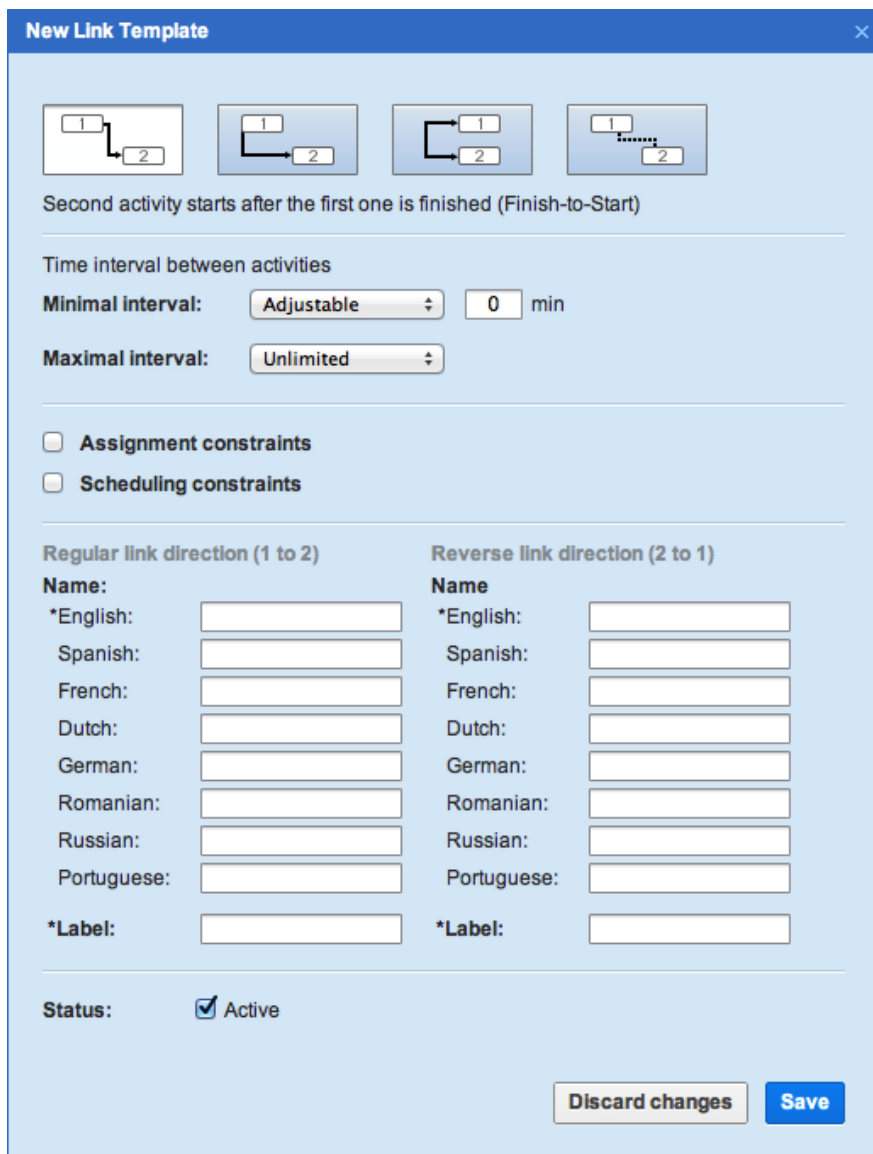 New Link Template ×
1 2 1 2 1 2 1 2
Second activity starts after the first one is finished (Finish-to-Start)
Time interval between activities
Minimal interval: Adjustable 0 min
Maximal interval: Unlimited
Assignment constraints
Scheduling constraints
Regular link direction (1 to 2) Reverse link direction (2 to 1)
Name: Name
*English: *English:
Spanish: Spanish:
French: French:
Dutch: Dutch:
German: German:
Romanian: Romanian:
Russian: Russian:
Portuguese: Portuguese:
*Label: *Label:
Status: Active
Discard changes Save